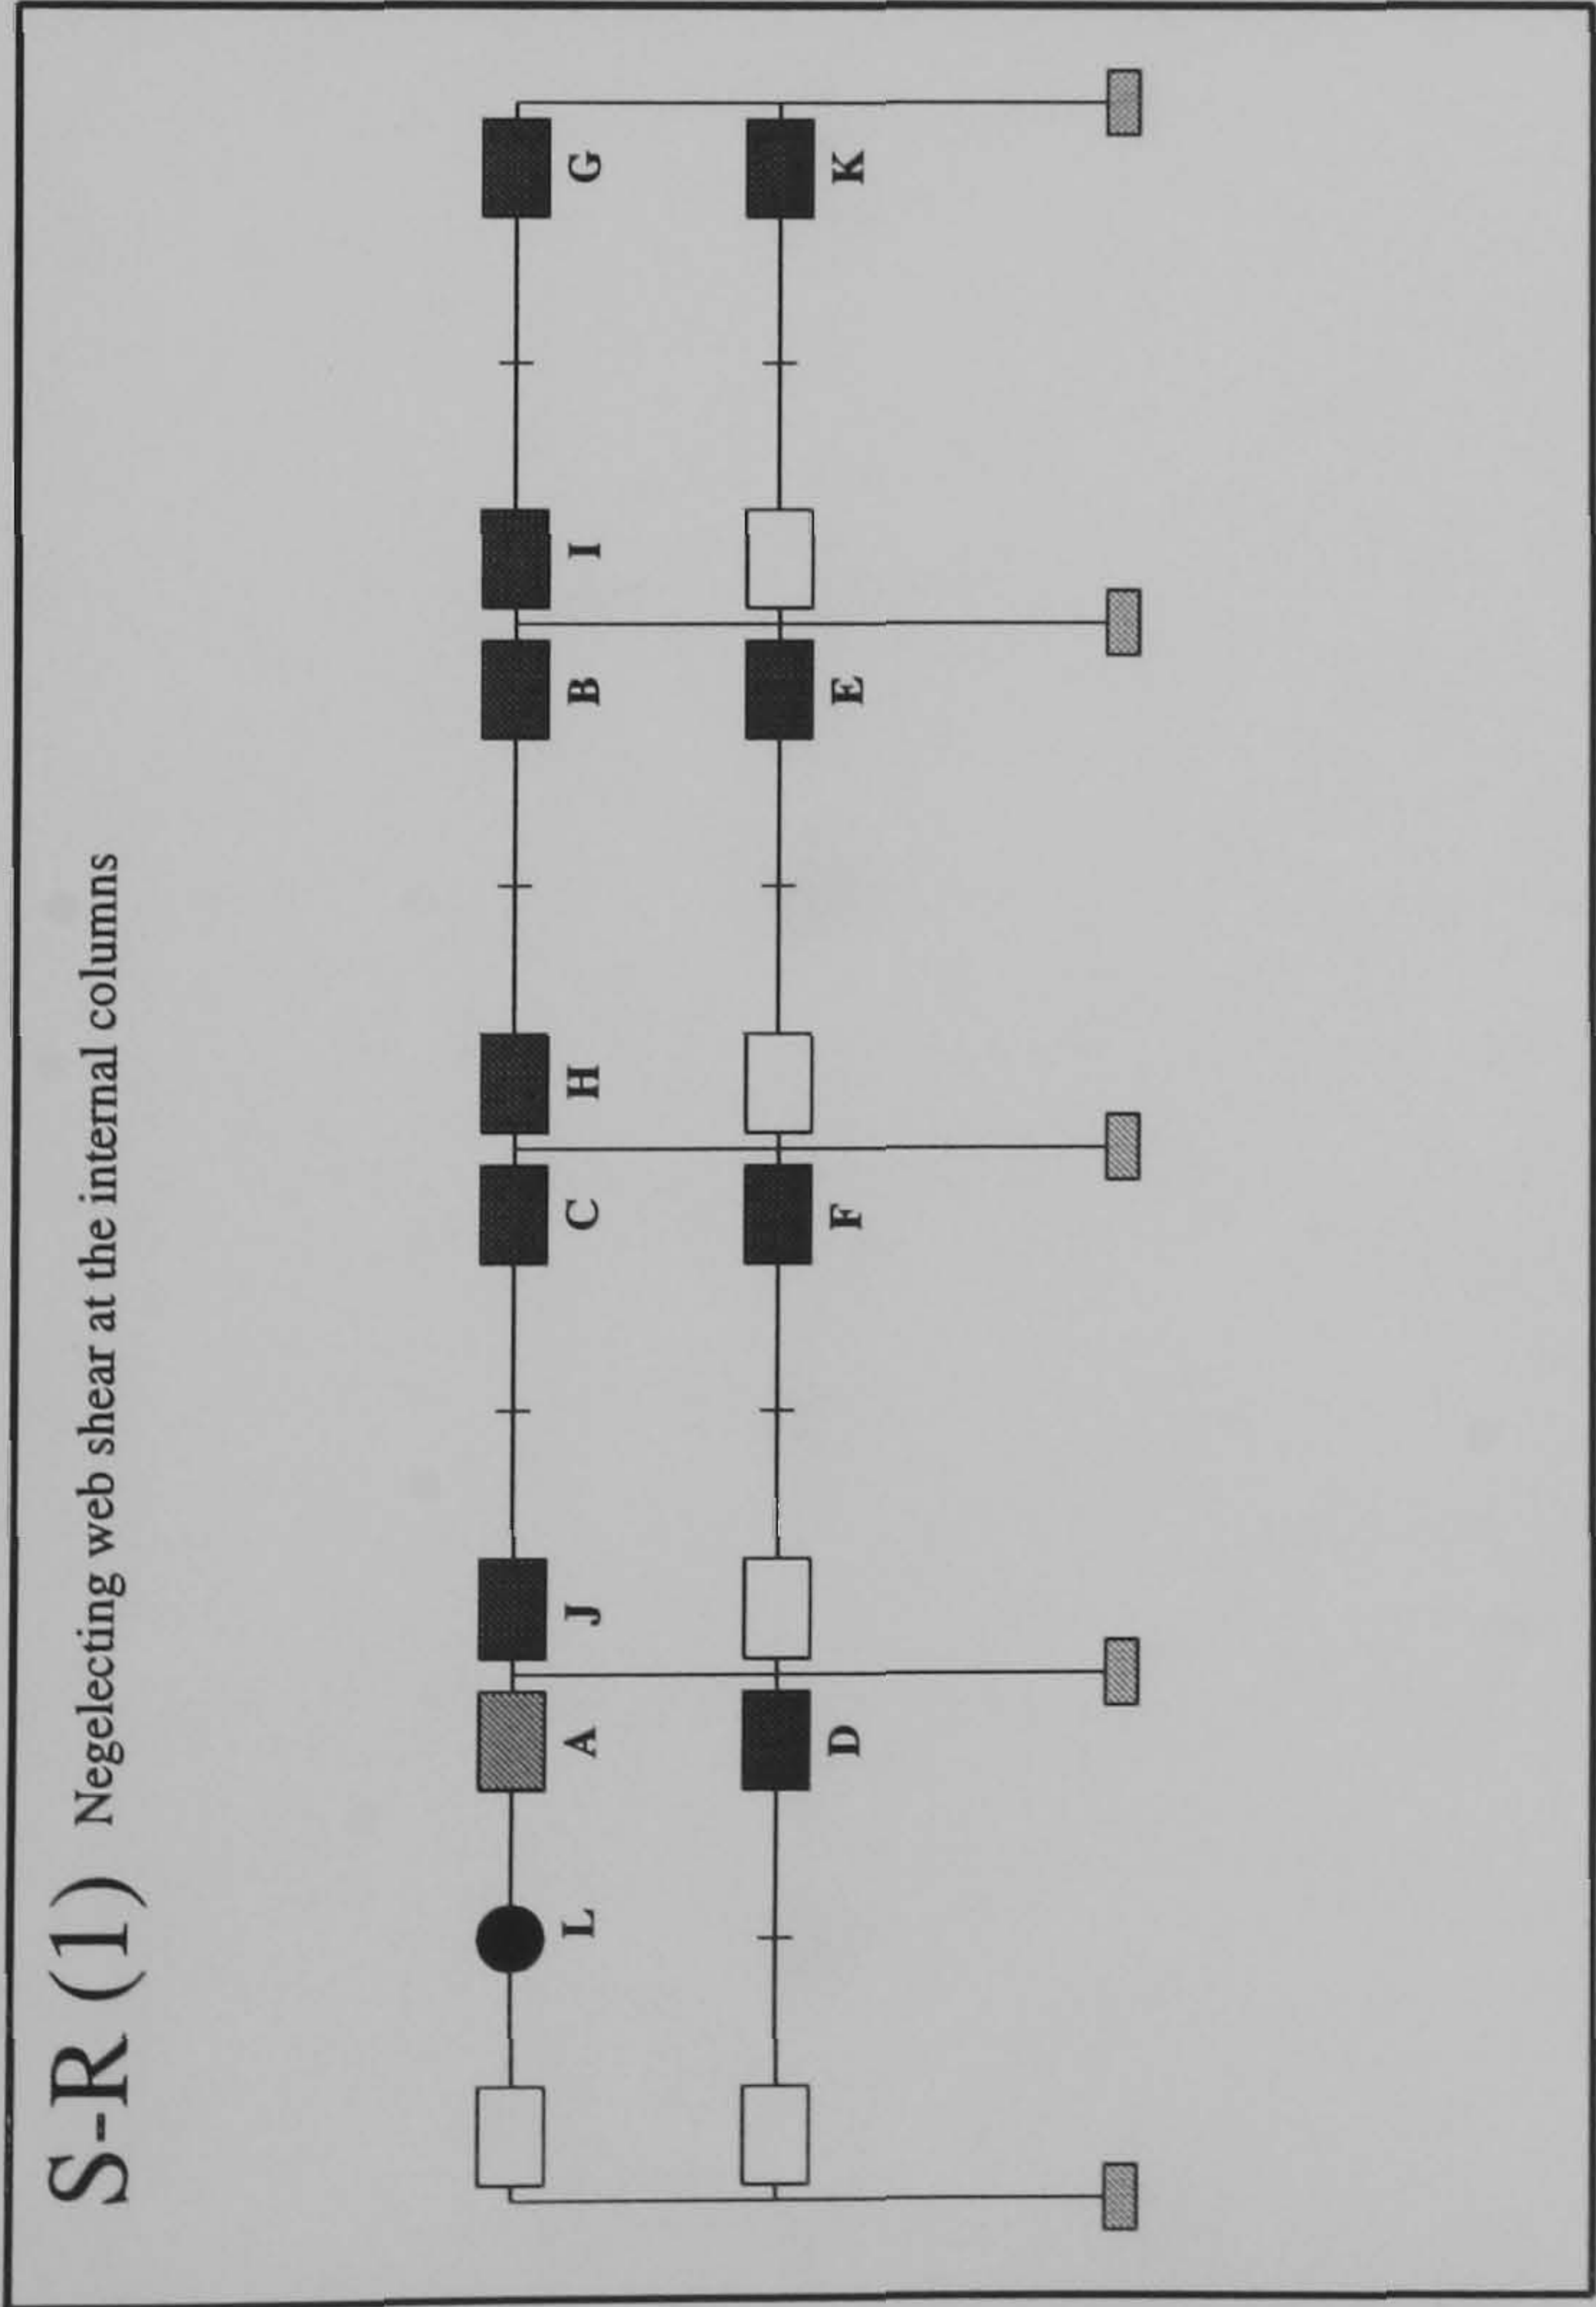 S-R (1) Negelecting web shear at the internal columns
L A J C H B I G
D F E K